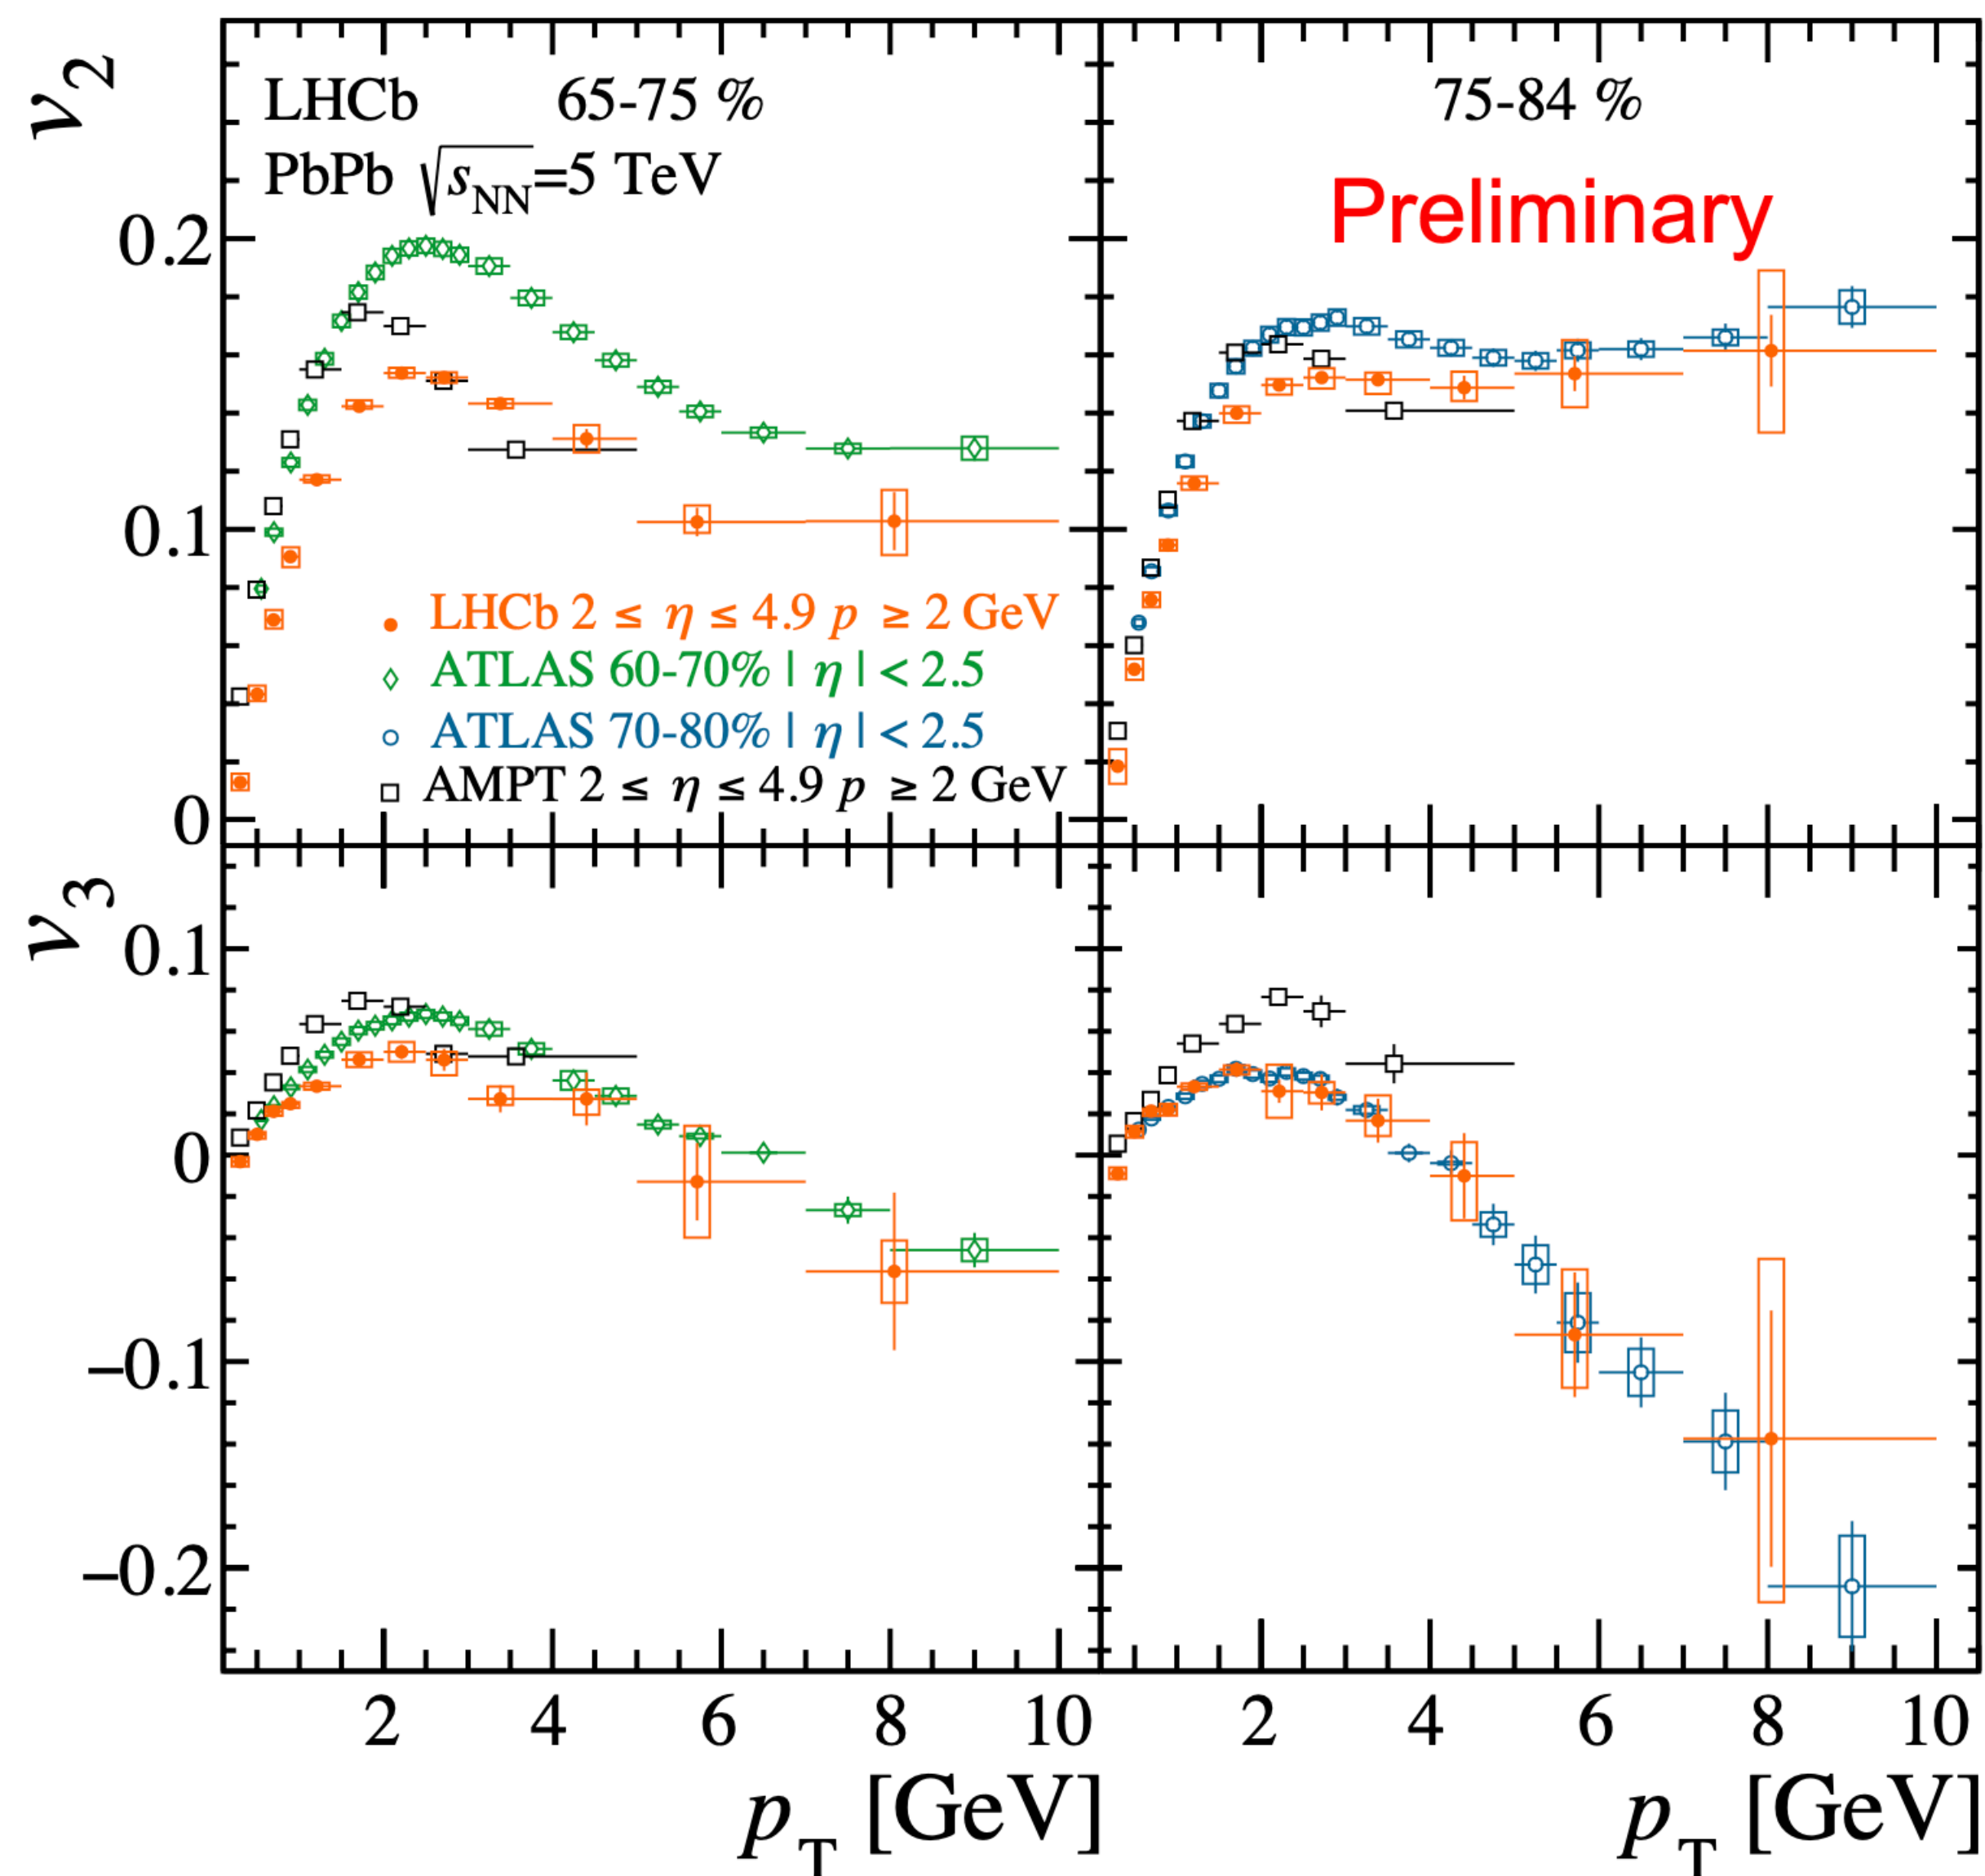 ν2
LHCb 65-75 %
PbPb √sNN=5 TeV
75-84 %
Preliminary
0.2
0.1
0
LHCb 2 ≤ η ≤ 4.9 p ≥ 2 GeV
ATLAS 60-70% | η | < 2.5
ATLAS 70-80% | η | < 2.5
AMPT 2 ≤ η ≤ 4.9 p ≥ 2 GeV
ν3
0.1
0
−0.1
−0.2
2 4 6 8 10 2 4 6 8 10
pT [GeV] pT [GeV]